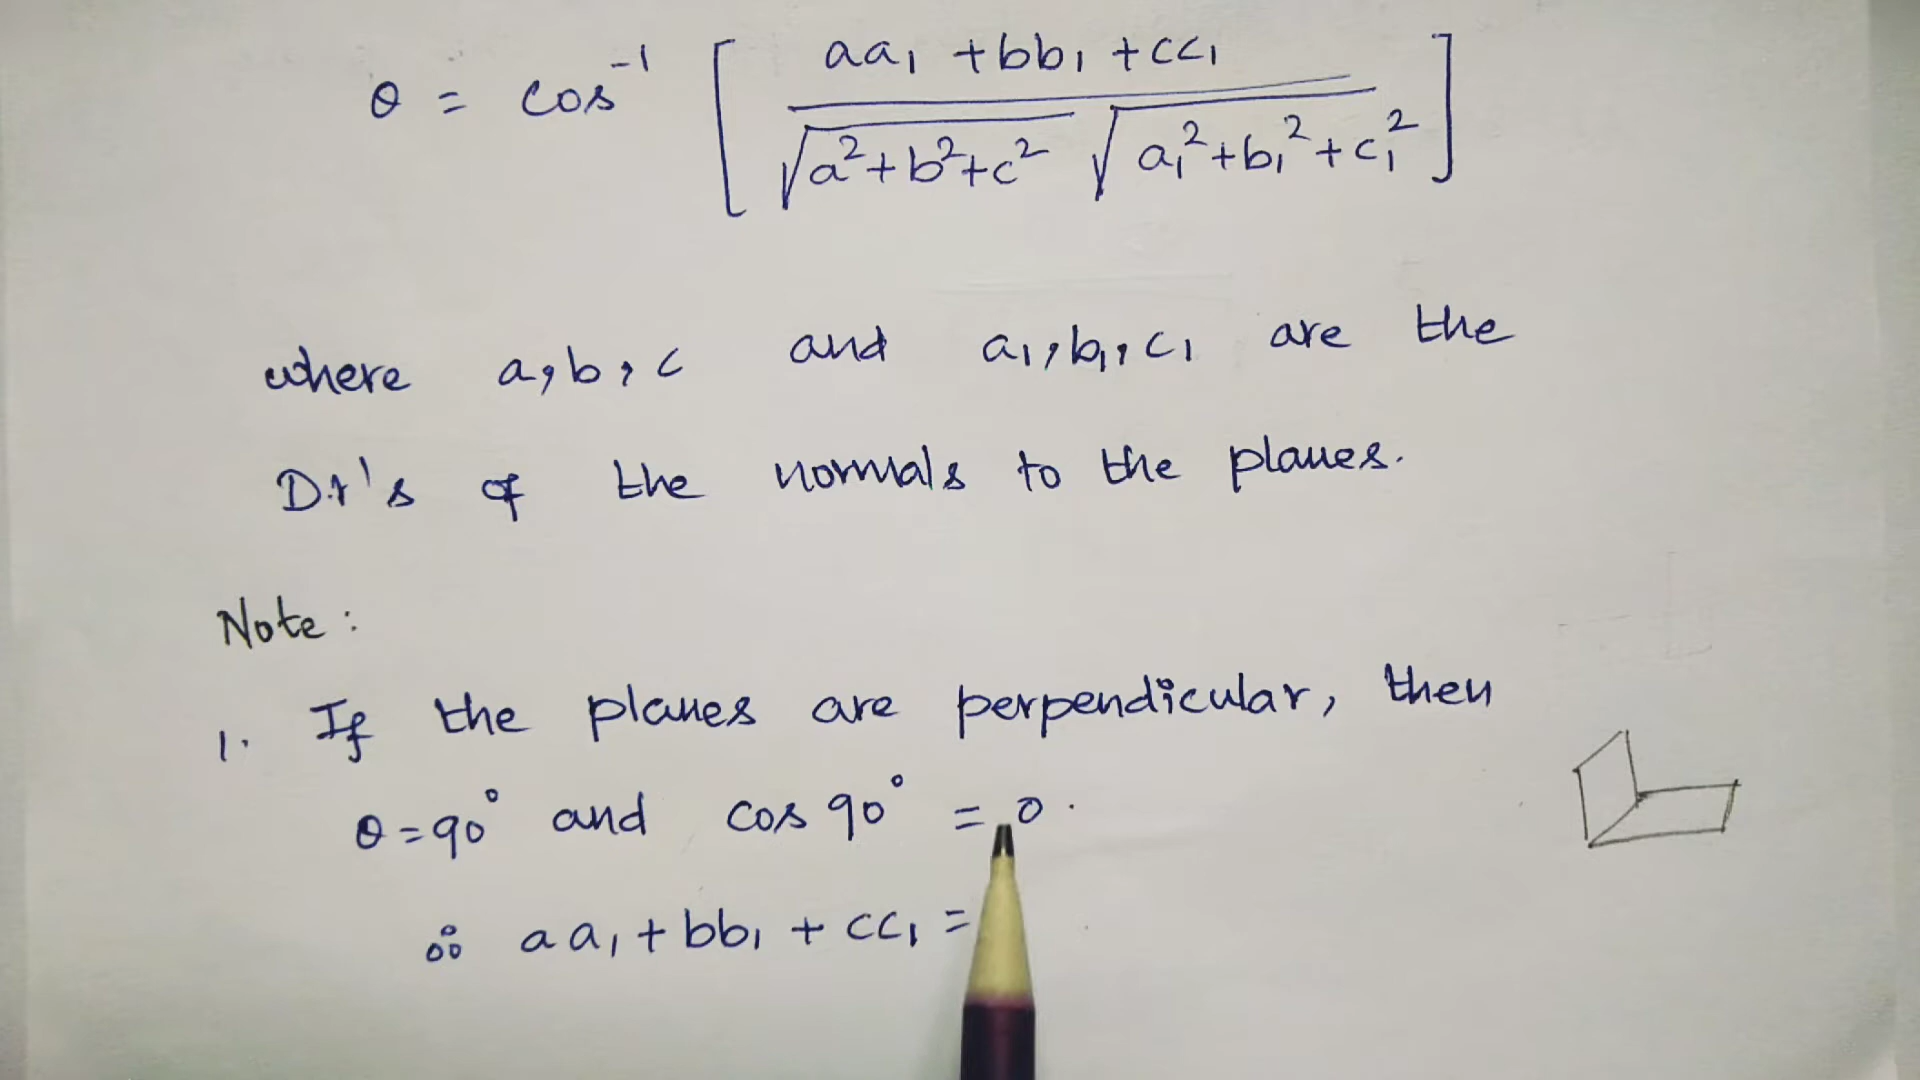 θ = cos⁻¹ [ (aa₁ + bb₁ + cc₁) / (√(a² + b² + c²) √(a₁² + b₁² + c₁²)) ]
where a, b, c and a₁, b₁, c₁ are the
D.r's of the normals to the planes.
Note :
1. If the planes are perpendicular, then
θ = 90° and cos 90° = 0.
∴ aa₁ + bb₁ + cc₁ =